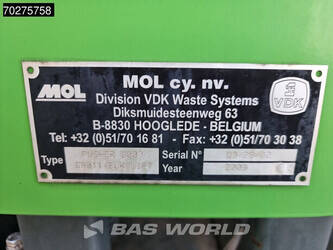 70275758
MOL
MOL cy. nv.
Division VDK Waste Systems
Diksmuidesteenweg 63
B-8830 HOOGLEDE - BELGIUM
VDK
Tel: +32 (0)51/70 16 81 - Fax: +32 (0)51/70 30 38
Type PUSHER
Serial N°
Year
BAS WORLD